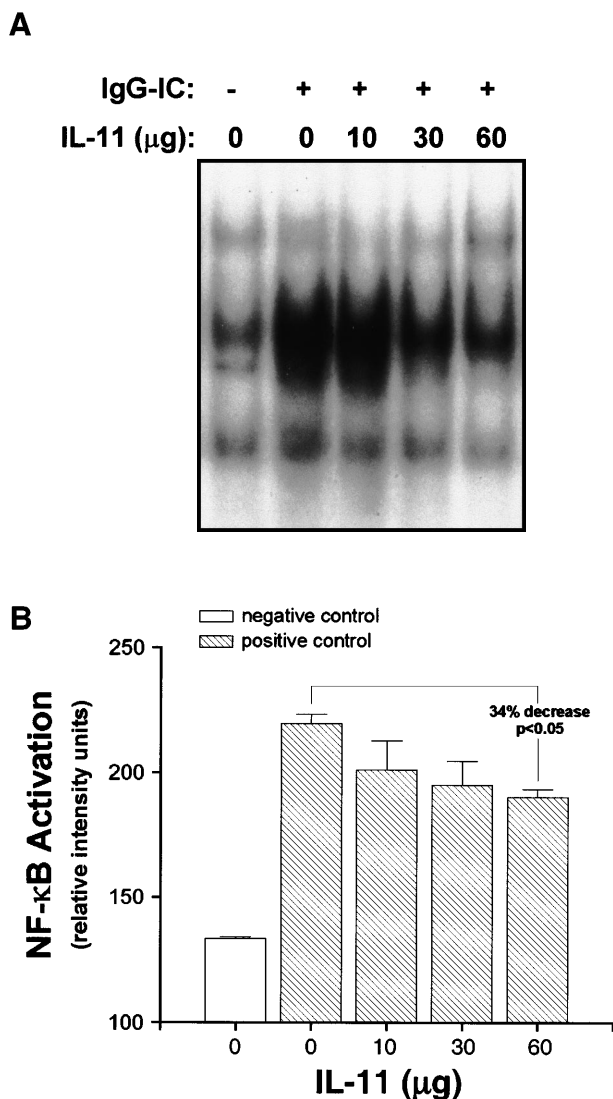 A
IgG-IC: - + + + +
IL-11 (μg): 0 0 10 30 60
B
negative control
positive control
250
200
150
100
NF-κB Activation
(relative intensity units)
34% decrease
p<0.05
0 0 10 30 60
IL-11 (μg)